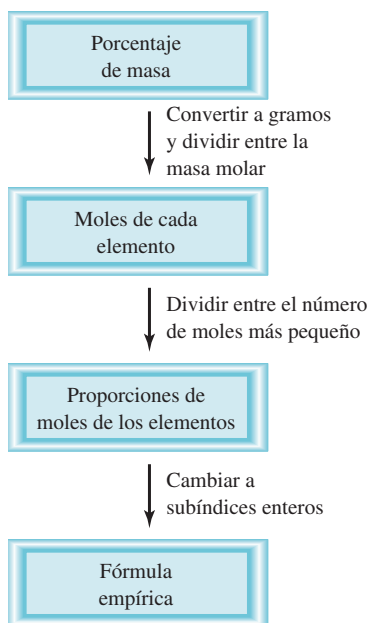 Porcentaje
de masa
Convertir a gramos
y dividir entre la
masa molar
Moles de cada
elemento
Dividir entre el número
de moles más pequeño
Proporciones de
moles de los elementos
Cambiar a
subíndices enteros
Fórmula
empírica